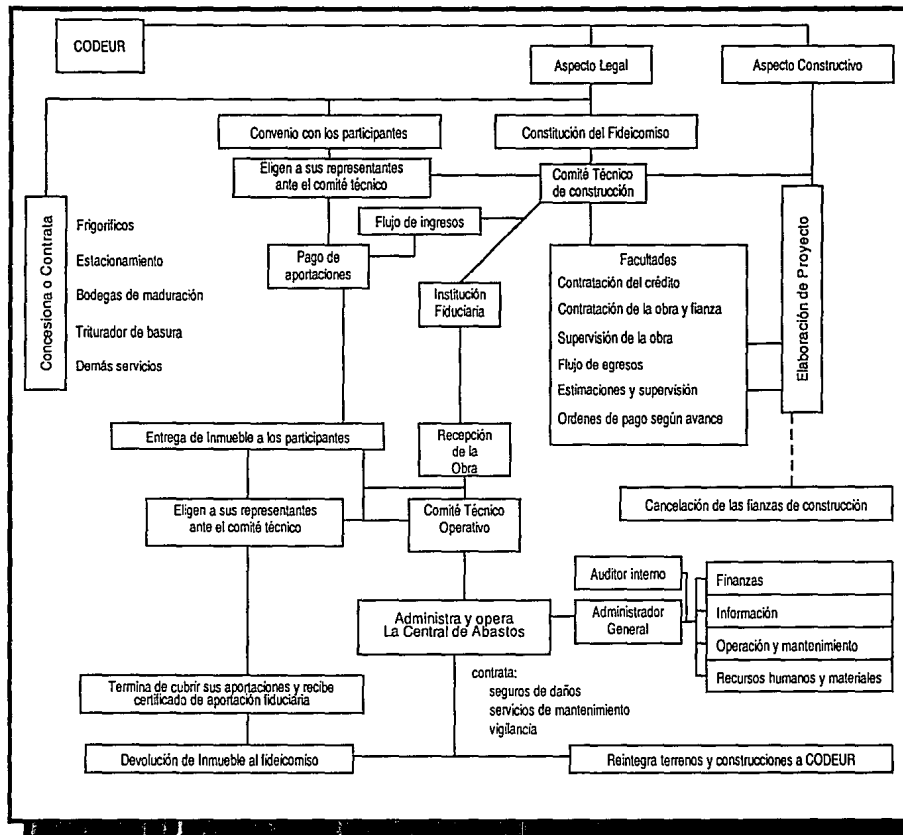 CODEUR
Aspecto Legal
Aspecto Constructivo
Convenio con los participantes
Constitución del Fideicomiso
Eligen a sus representantes
ante el comité técnico
Comité Técnico
de construcción
Concesiona o Contrata
Frigoríficos
Estacionamiento
Bodegas de maduración
Triturador de basura
Demás servicios
Flujo de ingresos
Pago de
aportaciones
Institución
Fiduciaria
Facultades
Contratación del crédito
Contratación de la obra y fianza
Supervisión de la obra
Flujo de egresos
Estimaciones y supervisión
Ordenes de pago según avance
Elaboración de Proyecto
Entrega de Inmueble a los participantes
Recepción
de la
Obra
Eligen a sus representantes
ante el comité técnico
Comité Técnico
Operativo
Cancelación de las fianzas de construcción
Administra y opera
La Central de Abastos
Auditor interno
Administrador
General
Finanzas
Información
Operación y mantenimiento
Recursos humanos y materiales
Termina de cubrir sus aportaciones y recibe
certificado de aportación fiduciária
contrata:
seguros de daños
servicios de mantenimiento
vigilancia
Devolución de Inmueble al fideicomiso
Reintegra terrenos y construcciones a CODEUR